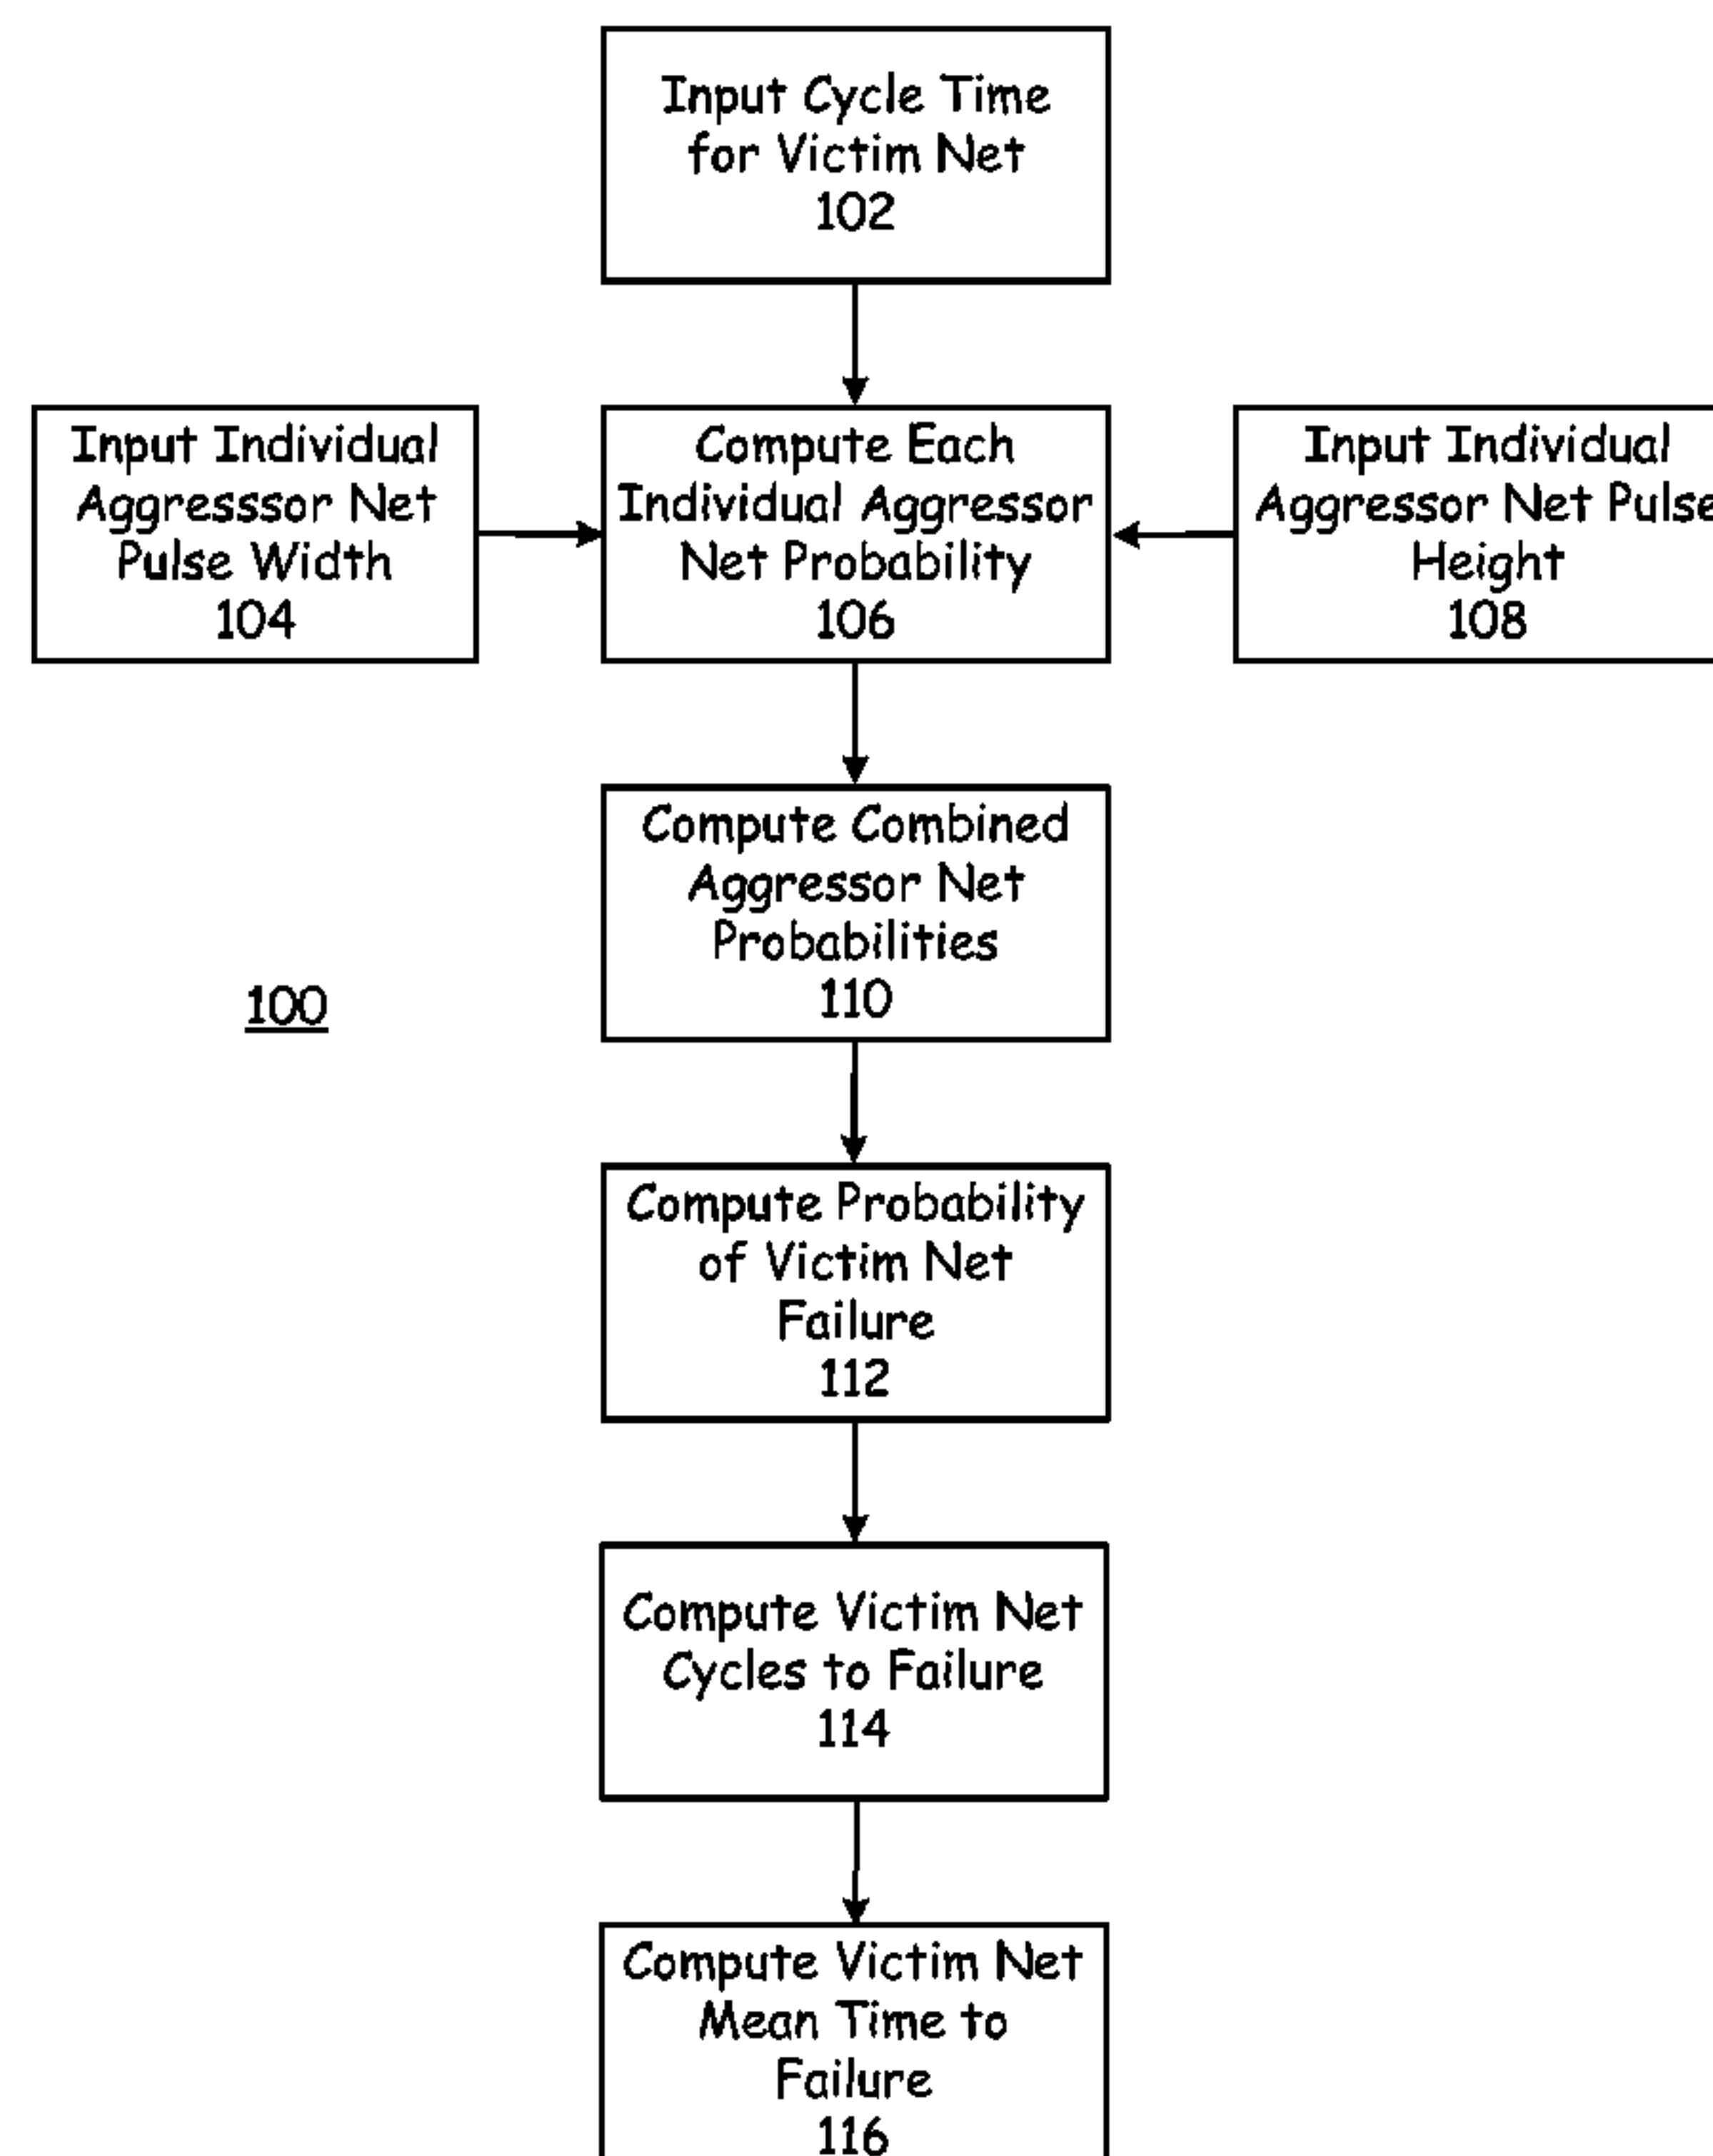 Input Cycle Time
for Victim Net
102
Input Individual
Aggresssor Net
Pulse Width
104
Compute Each
Individual Aggressor
Net Probability
106
Input Individual
Aggressor Net Pulse
Height
108
Compute Combined
Aggressor Net
Probabilities
110
100
Compute Probability
of Victim Net
Failure
112
Compute Victim Net
Cycles to Failure
114
Compute Victim Net
Mean Time to
Failure
116